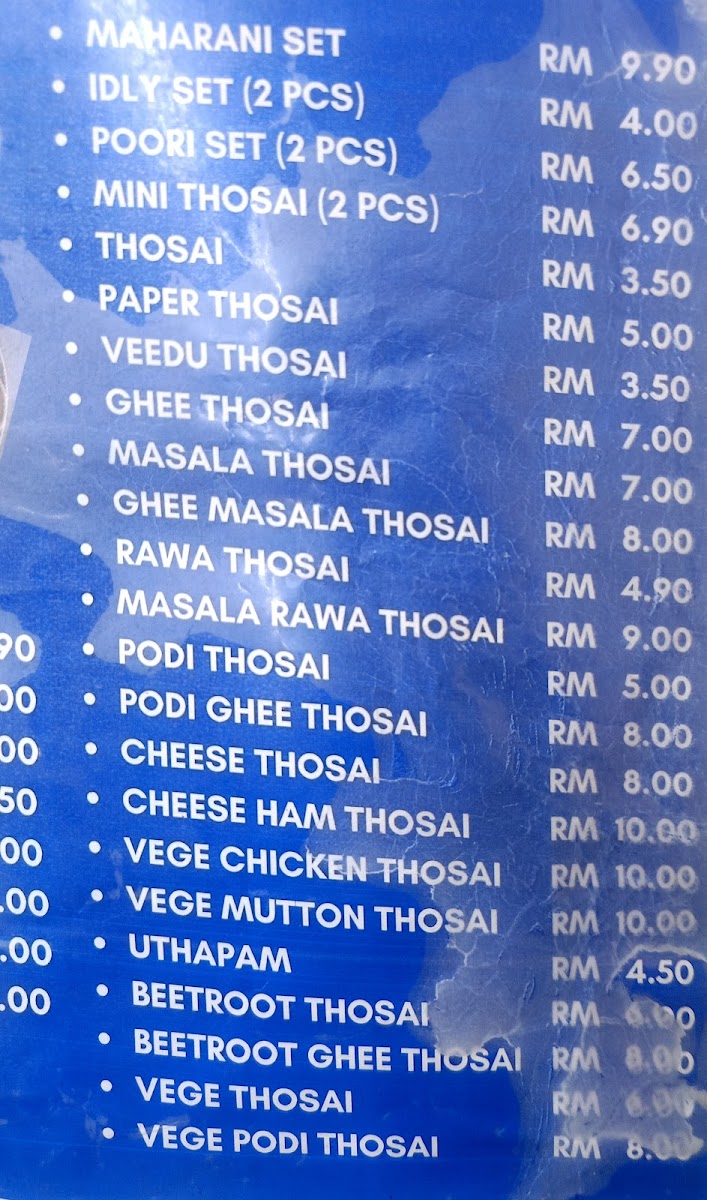 • MAHARANI SET RM 9.90
• IDLY SET (2 PCS) RM 4.00
• POORI SET (2 PCS) RM 6.50
• MINI THOSAI (2 PCS) RM 6.90
• THOSAI RM 3.50
• PAPER THOSAI RM 5.00
• VEEDU THOSAI RM 3.50
• GHEE THOSAI RM 7.00
• MASALA THOSAI RM 7.00
• GHEE MASALA THOSAI RM 8.00
• RAWA THOSAI RM 4.90
• MASALA RAWA THOSAI RM 9.00
• PODI THOSAI RM 5.00
• PODI GHEE THOSAI RM 8.00
• CHEESE THOSAI RM 8.00
• CHEESE HAM THOSAI RM 10.00
• VEGE CHICKEN THOSAI RM 10.00
• VEGE MUTTON THOSAI RM 10.00
• UTHAPAM RM 4.50
• BEETROOT THOSAI RM 6.00
• BEETROOT GHEE THOSAI RM 8.00
• VEGE THOSAI RM 6.00
• VEGE PODI THOSAI RM 8.00
90
00
00
50
00
.00
.00
.00